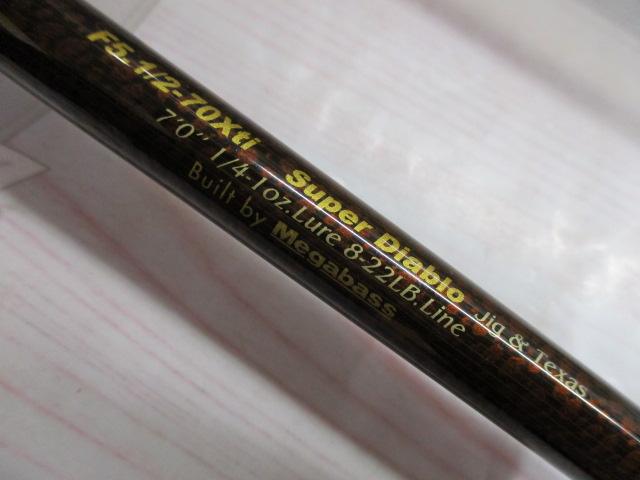 F5.1/2-70Xti Super Diablo Jig & Texas
7'0" 1/4-1oz.Lure 8-22LB.Line
Built by Megabass